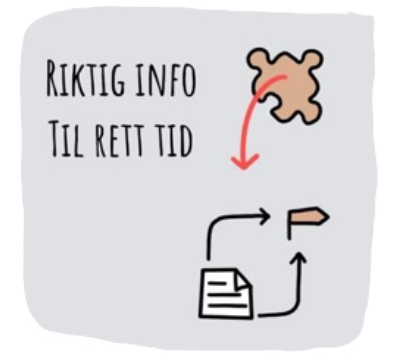 RIKTIG INFO
TIL RETT TID